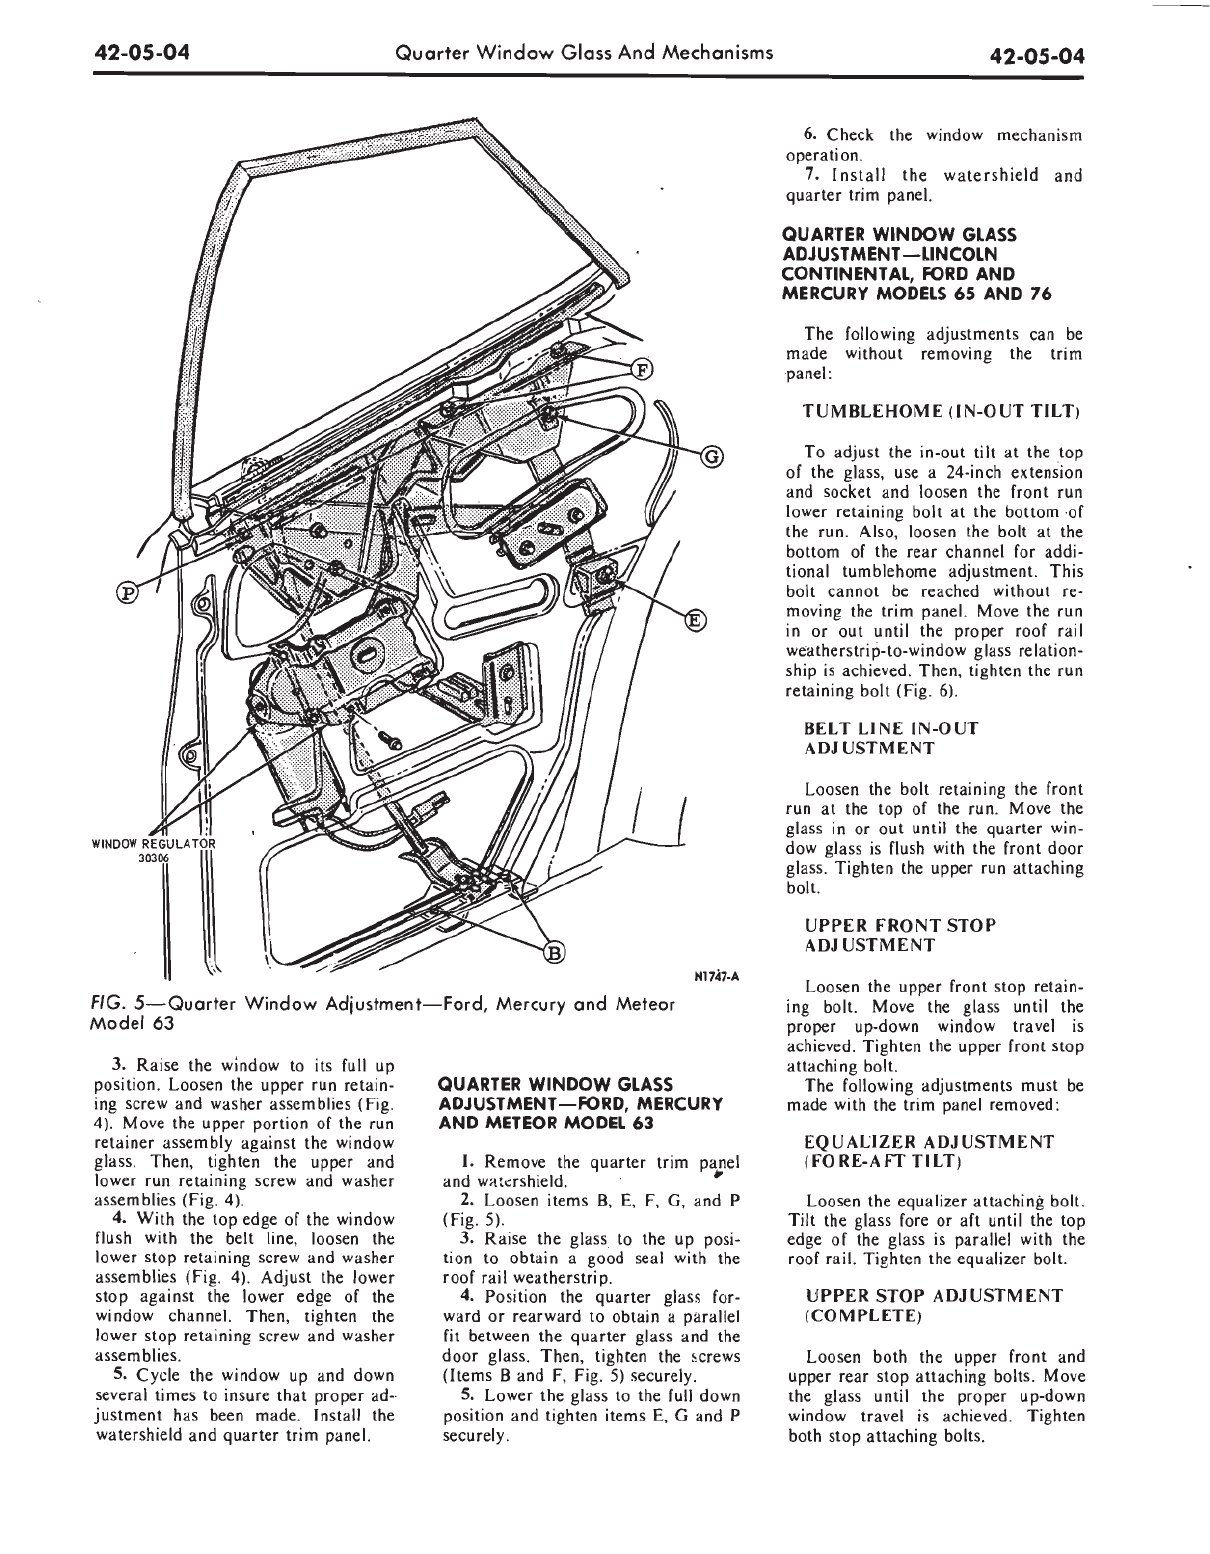 42-05-04
Quarter Window Glass And Mechanisms
42-05-04
F
G
P
E
WINDOW REGULATOR
30306
B
N1747-A
FIG. 5—Quarter Window Adjustment—Ford, Mercury and Meteor
Model 63
3. Raise the window to its full up
position. Loosen the upper run retain-
ing screw and washer assemblies (Fig.
4). Move the upper portion of the run
retainer assembly against the window
glass. Then, tighten the upper and
lower run retaining screw and washer
assemblies (Fig. 4).
4. With the top edge of the window
flush with the belt line, loosen the
lower stop retaining screw and washer
assemblies (Fig. 4). Adjust the lower
stop against the lower edge of the
window channel. Then, tighten the
lower stop retaining screw and washer
assemblies.
5. Cycle the window up and down
several times to insure that proper ad-
justment has been made. Install the
watershield and quarter trim panel.
QUARTER WINDOW GLASS
ADJUSTMENT—FORD, MERCURY
AND METEOR MODEL 63
1. Remove the quarter trim panel
and watershield.
2. Loosen items B, E, F, G, and P
(Fig. 5).
3. Raise the glass to the up posi-
tion to obtain a good seal with the
roof rail weatherstrip.
4. Position the quarter glass for-
ward or rearward to obtain a parallel
fit between the quarter glass and the
door glass. Then, tighten the screws
(Items B and F, Fig. 5) securely.
5. Lower the glass to the full down
position and tighten items E, G and P
securely.
6. Check the window mechanism
operation.
7. Install the watershield and
quarter trim panel.
QUARTER WINDOW GLASS
ADJUSTMENT—LINCOLN
CONTINENTAL, FORD AND
MERCURY MODELS 65 AND 76
The following adjustments can be
made without removing the trim
panel:
TUMBLEHOME (IN-OUT TILT)
To adjust the in-out tilt at the top
of the glass, use a 24-inch extension
and socket and loosen the front run
lower retaining bolt at the bottom of
the run. Also, loosen the bolt at the
bottom of the rear channel for addi-
tional tumblehome adjustment. This
bolt cannot be reached without re-
moving the trim panel. Move the run
in or out until the proper roof rail
weatherstrip-to-window glass relation-
ship is achieved. Then, tighten the run
retaining bolt (Fig. 6).
BELT LINE IN-OUT
ADJUSTMENT
Loosen the bolt retaining the front
run at the top of the run. Move the
glass in or out until the quarter win-
dow glass is flush with the front door
glass. Tighten the upper run attaching
bolt.
UPPER FRONT STOP
ADJUSTMENT
Loosen the upper front stop retain-
ing bolt. Move the glass until the
proper up-down window travel is
achieved. Tighten the upper front stop
attaching bolt.
The following adjustments must be
made with the trim panel removed:
EQUALIZER ADJUSTMENT
(FORE-AFT TILT)
Loosen the equalizer attaching bolt.
Tilt the glass fore or aft until the top
edge of the glass is parallel with the
roof rail. Tighten the equalizer bolt.
UPPER STOP ADJUSTMENT
(COMPLETE)
Loosen both the upper front and
upper rear stop attaching bolts. Move
the glass until the proper up-down
window travel is achieved. Tighten
both stop attaching bolts.